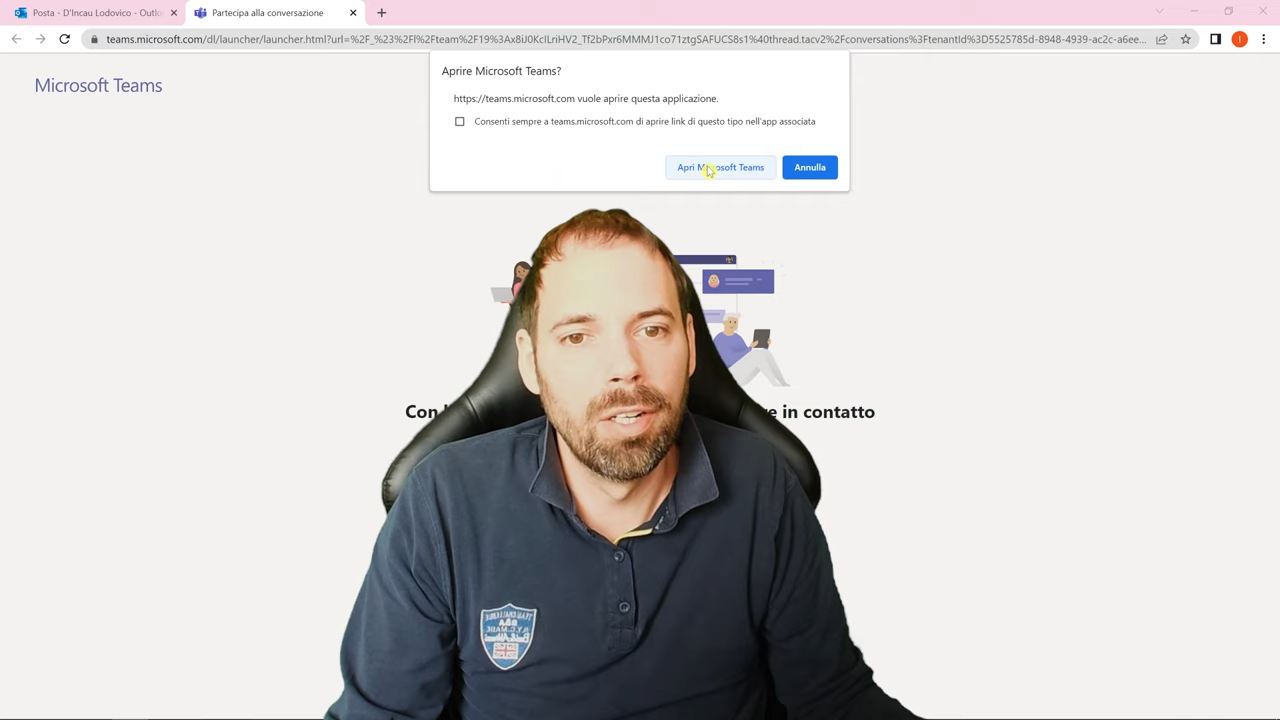 Posta - D'Incau Lodovico - Outlo
Partecipa alla conversazione
teams.microsoft.com/dl/launcher/launcher.html?url=%2F_%23%2Fl%2Fteam%2F19%3Ax8iJ0KcILriHV2_Tf2bPxr6MMMJ1co71ztgSAFUCS8s1%40thread.tacv2%2Fconversations%3FtenantId%3D5525785d-8948-4939-ac2c-a6ee...
I
Microsoft Teams
Aprire Microsoft Teams?
https://teams.microsoft.com vuole aprire questa applicazione.
Consenti sempre a teams.microsoft.com di aprire link di questo tipo nell'app associata
Apri Microsoft Teams
Annulla
Con
e in contatto